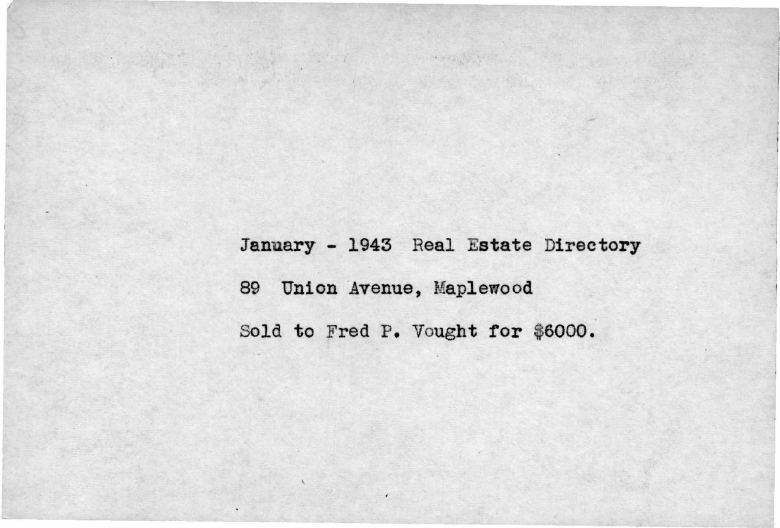 January - 1943  Real Estate Directory
89  Union Avenue, Maplewood
Sold to Fred P. Vought for $6000.